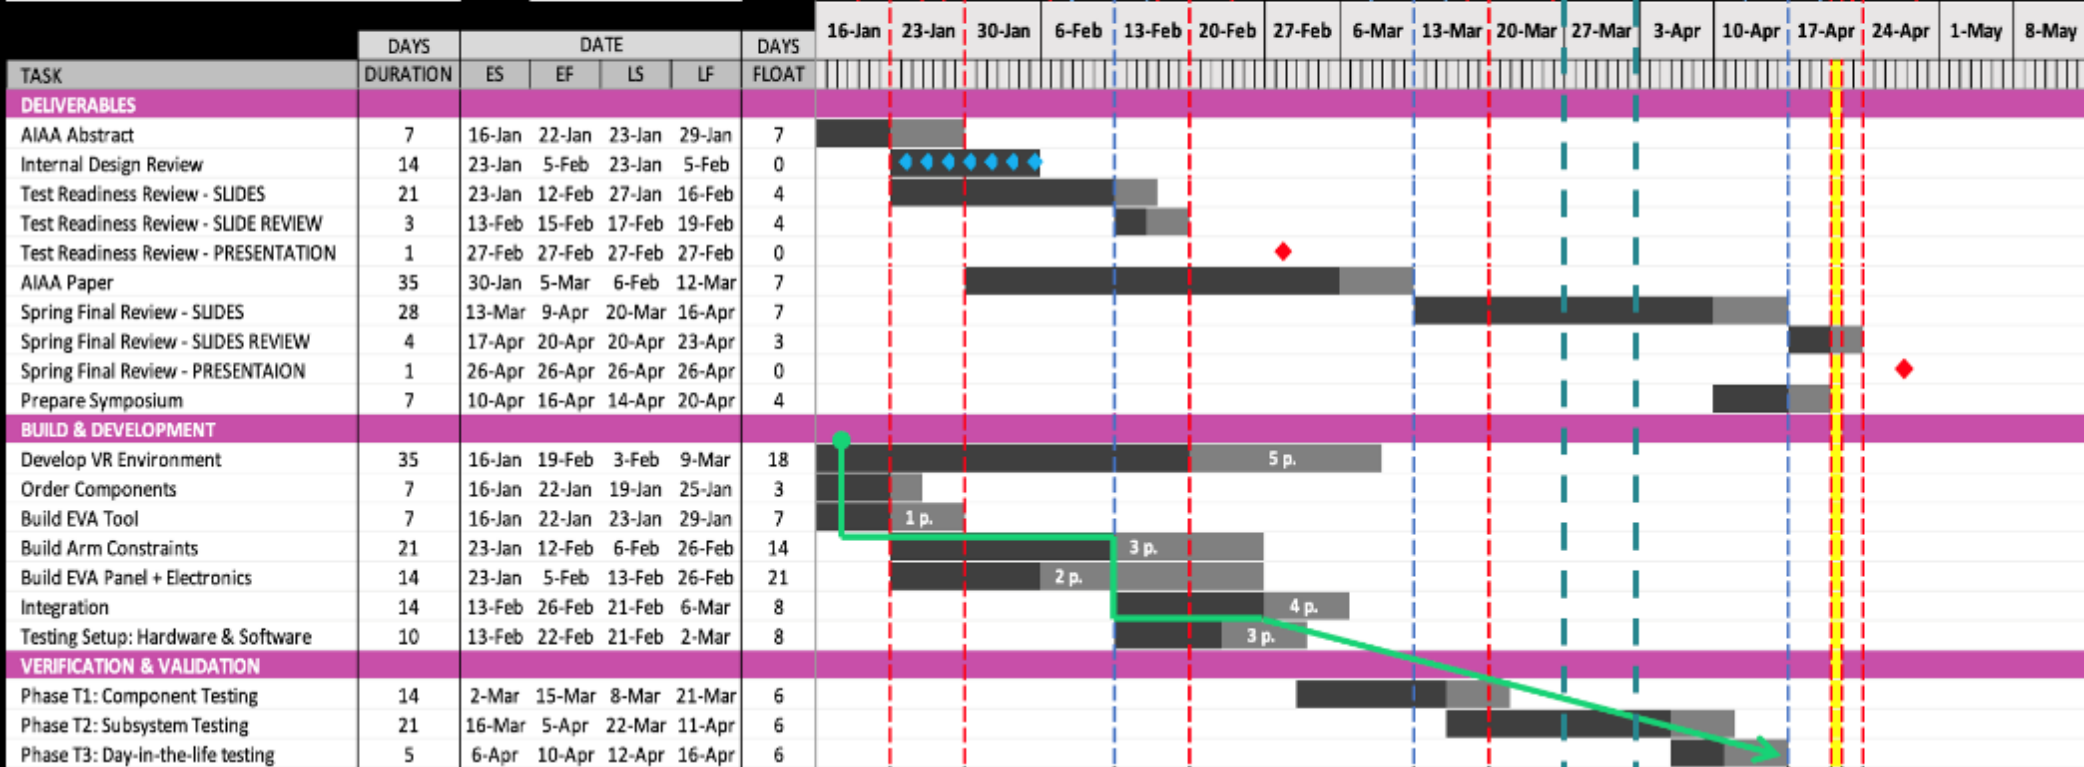 16-Jan 23-Jan 30-Jan 6-Feb 13-Feb 20-Feb 27-Feb 6-Mar 13-Mar 20-Mar 27-Mar 3-Apr 10-Apr 17-Apr 24-Apr 1-May 8-May
DAYS DATE DAYS
TASK DURATION ES EF LS LF FLOAT
DELIVERABLES
AIAA Abstract 7 16-Jan 22-Jan 23-Jan 29-Jan 7
Internal Design Review 14 23-Jan 5-Feb 23-Jan 5-Feb 0
Test Readiness Review - SLIDES 21 23-Jan 12-Feb 27-Jan 16-Feb 4
Test Readiness Review - SLIDE REVIEW 3 13-Feb 15-Feb 17-Feb 19-Feb 4
Test Readiness Review - PRESENTATION 1 27-Feb 27-Feb 27-Feb 27-Feb 0
AIAA Paper 35 30-Jan 5-Mar 6-Feb 12-Mar 7
Spring Final Review - SLIDES 28 13-Mar 9-Apr 20-Mar 16-Apr 7
Spring Final Review - SLIDES REVIEW 4 17-Apr 20-Apr 20-Apr 23-Apr 3
Spring Final Review - PRESENTAION 1 26-Apr 26-Apr 26-Apr 26-Apr 0
Prepare Symposium 7 10-Apr 16-Apr 14-Apr 20-Apr 4
BUILD & DEVELOPMENT
Develop VR Environment 35 16-Jan 19-Feb 3-Feb 9-Mar 18 5 p.
Order Components 7 16-Jan 22-Jan 19-Jan 25-Jan 3
Build EVA Tool 7 16-Jan 22-Jan 23-Jan 29-Jan 7 1 p.
Build Arm Constraints 21 23-Jan 12-Feb 6-Feb 26-Feb 14 3 p.
Build EVA Panel + Electronics 14 23-Jan 5-Feb 13-Feb 26-Feb 21 2 p.
Integration 14 13-Feb 26-Feb 21-Feb 6-Mar 8 4 p.
Testing Setup: Hardware & Software 10 13-Feb 22-Feb 21-Feb 2-Mar 8 3 p.
VERIFICATION & VALIDATION
Phase T1: Component Testing 14 2-Mar 15-Mar 8-Mar 21-Mar 6
Phase T2: Subsystem Testing 21 16-Mar 5-Apr 22-Mar 11-Apr 6
Phase T3: Day-in-the-life testing 5 6-Apr 10-Apr 12-Apr 16-Apr 6